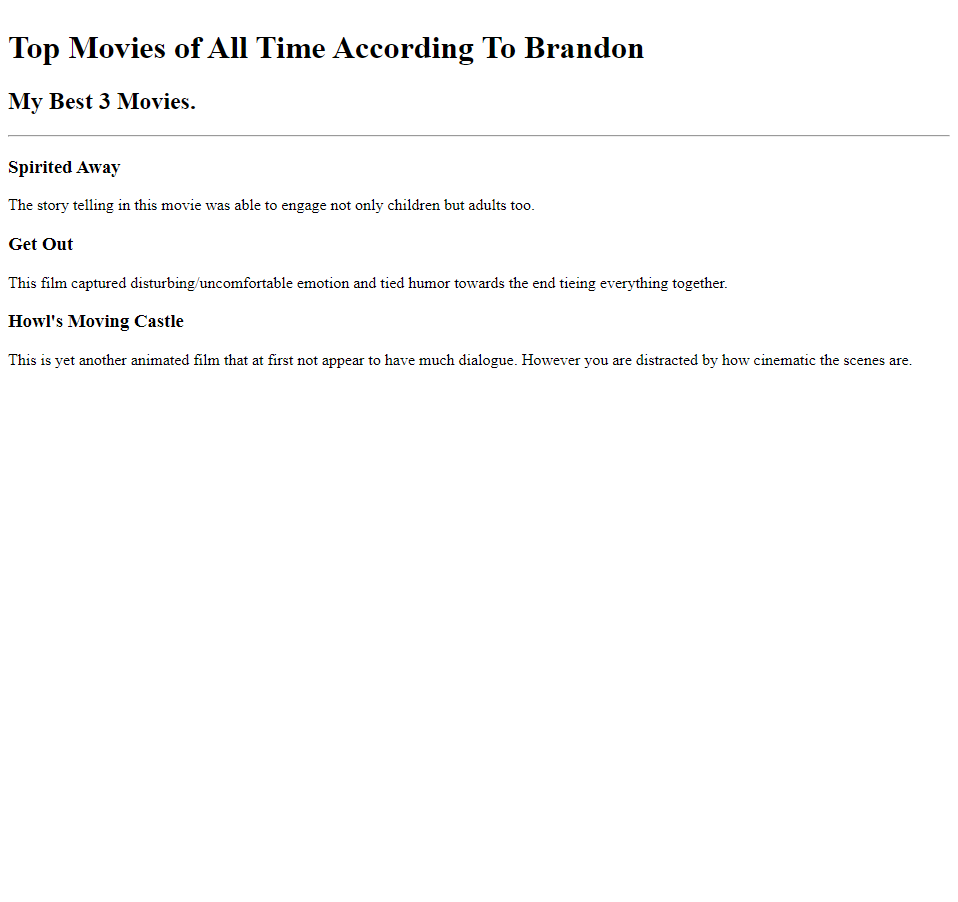 Top Movies of All Time According To Brandon
My Best 3 Movies.
Spirited Away
The story telling in this movie was able to engage not only children but adults too.
Get Out
This film captured disturbing/uncomfortable emotion and tied humor towards the end tieing everything together.
Howl's Moving Castle
This is yet another animated film that at first not appear to have much dialogue. However you are distracted by how cinematic the scenes are.